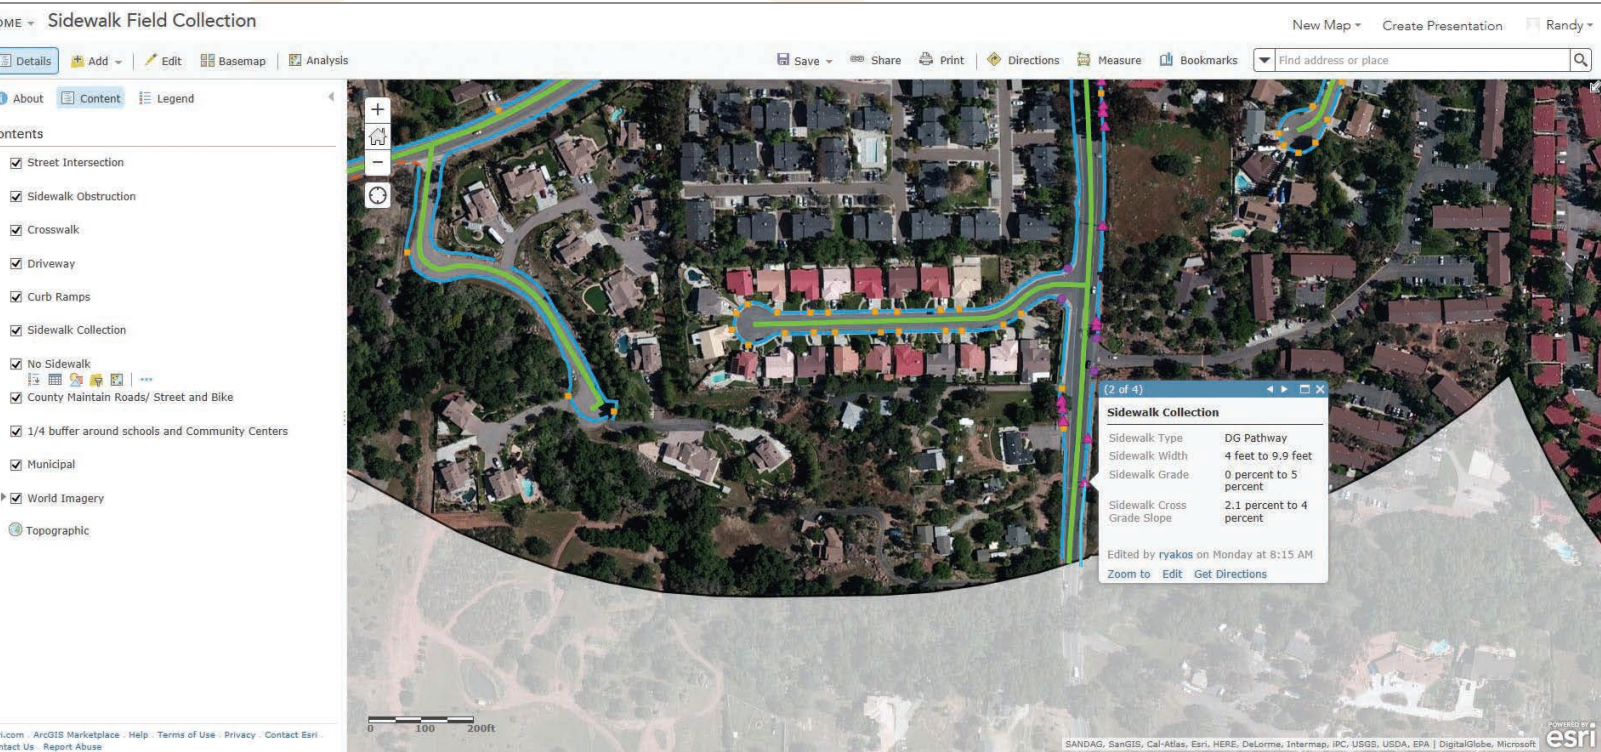 OME Sidewalk Field Collection
New Map Create Presentation Randy
Details Add Edit Basemap Analysis
Save Share Print Directions Measure Bookmarks Find address or place
About Content Legend
ontents
Street Intersection
Sidewalk Obstruction
Crosswalk
Driveway
Curb Ramps
Sidewalk Collection
No Sidewalk
County Maintain Roads/ Street and Bike
1/4 buffer around schools and Community Centers
Municipal
World Imagery
Topographic
(2 of 4)
Sidewalk Collection
Sidewalk Type DG Pathway
Sidewalk Width 4 feet to 9.9 feet
Sidewalk Grade 0 percent to 5
percent
Sidewalk Cross 2.1 percent to 4
Grade Slope percent
Edited by ryakos on Monday at 8:15 AM
Zoom to Edit Get Directions
0 100 200ft
ri.com . ArcGIS Marketplace . Help . Terms of Use . Privacy . Contact Esri .
ntact Us . Report Abuse
SANDAG, SanGIS, Cal-Atlas, Esri, HERE, DeLorme, Intermap, iPC, USGS, USDA, EPA | DigitalGlobe, Microsoft
POWERED BY
esri